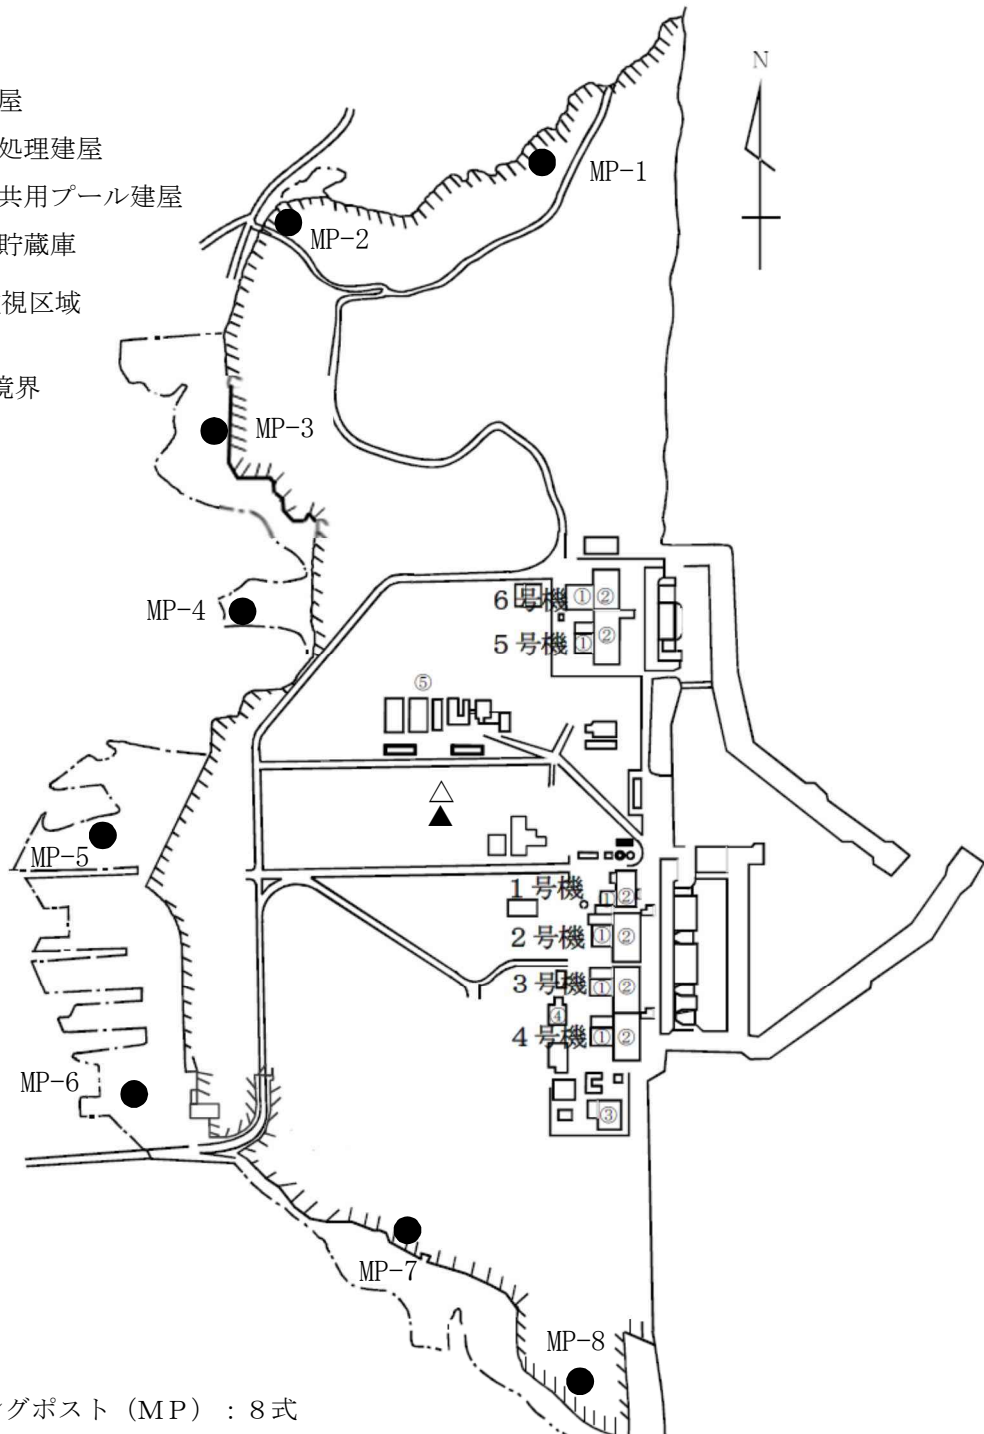 屋
処理建屋
共用プール建屋
貯蔵庫
視区域
境界
N
MP-1
MP-2
MP-3
MP-4
6号機 ① ②
5号機 ① ②
⑤
MP-5
1号機 ① ②
2号機 ① ②
3号機 ① ②
④
4号機 ① ②
MP-6
③
MP-7
MP-8
グポスト（MP）：8式